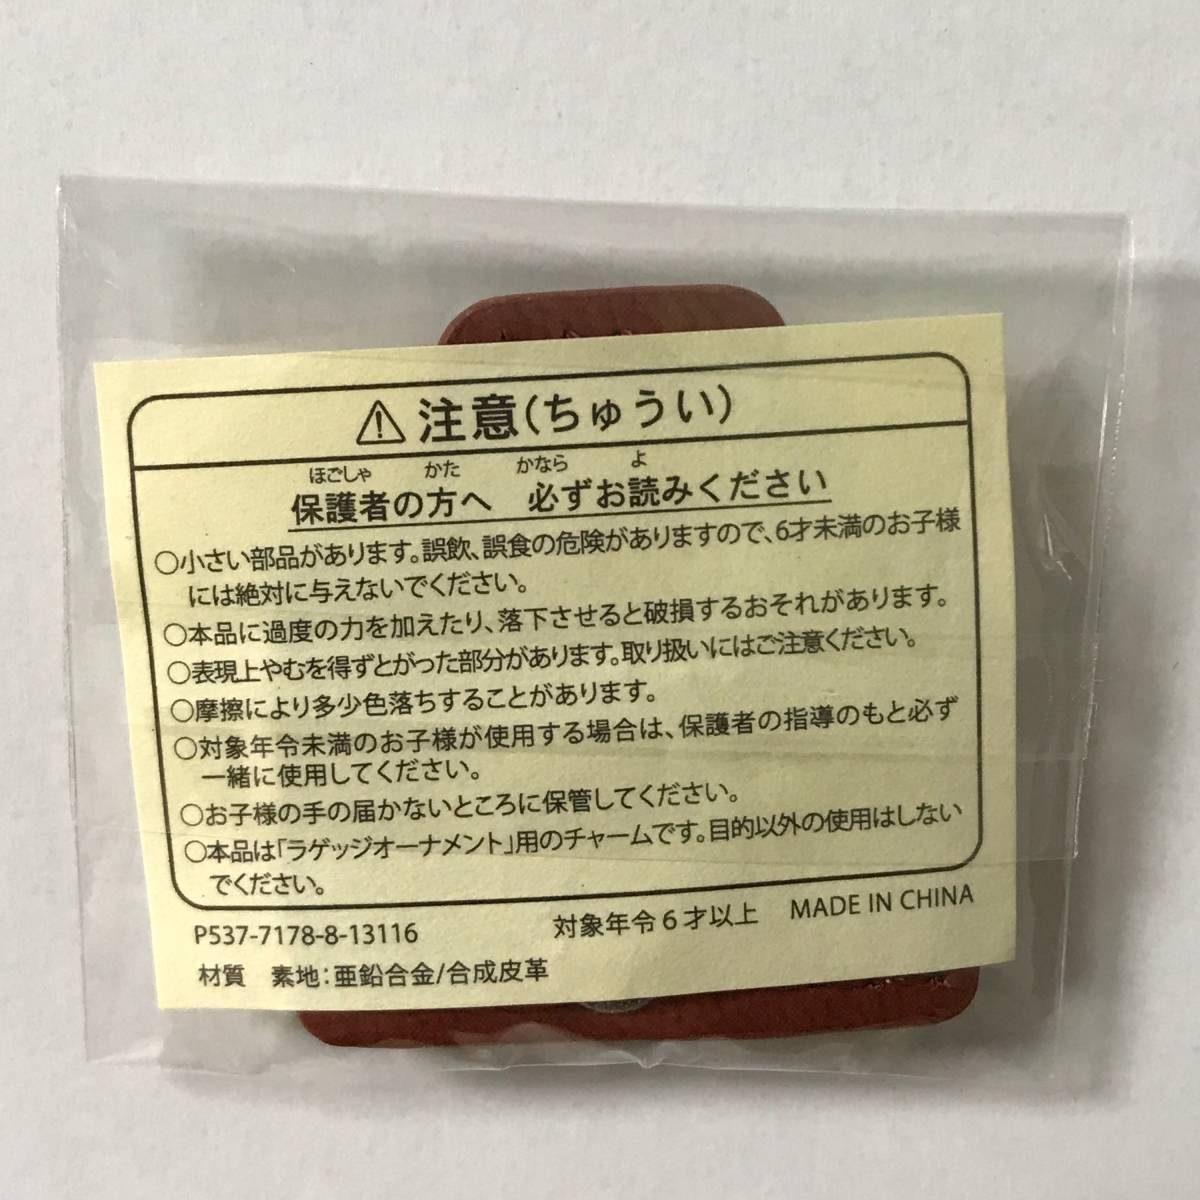 注意(ちゅうい)
ほごしゃ かた かなら よ
保護者の方へ 必ずお読みください
○小さい部品があります。誤飲、誤食の危険がありますので、6才未満のお子様
には絶対に与えないでください。
○本品に過度の力を加えたり、落下させると破損するおそれがあります。
○表現上やむを得ずとがった部分があります。取り扱いにはご注意ください。
○摩擦により多少色落ちすることがあります。
○対象年令未満のお子様が使用する場合は、保護者の指導のもと必ず
一緒に使用してください。
○お子様の手の届かないところに保管してください。
○本品は「ラゲッジオーナメント」用のチャームです。目的以外の使用はしない
でください。
P537-7178-8-13116 対象年令6才以上 MADE IN CHINA
材質 素地:亜鉛合金/合成皮革